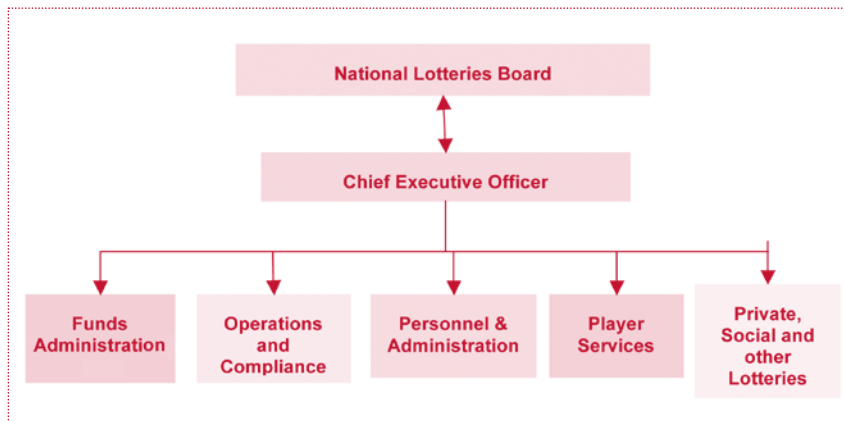 National Lotteries Board
Chief Executive Officer
Funds
Administration
Operations
and
Compliance
Personnel &
Administration
Player
Services
Private,
Social and
other
Lotteries